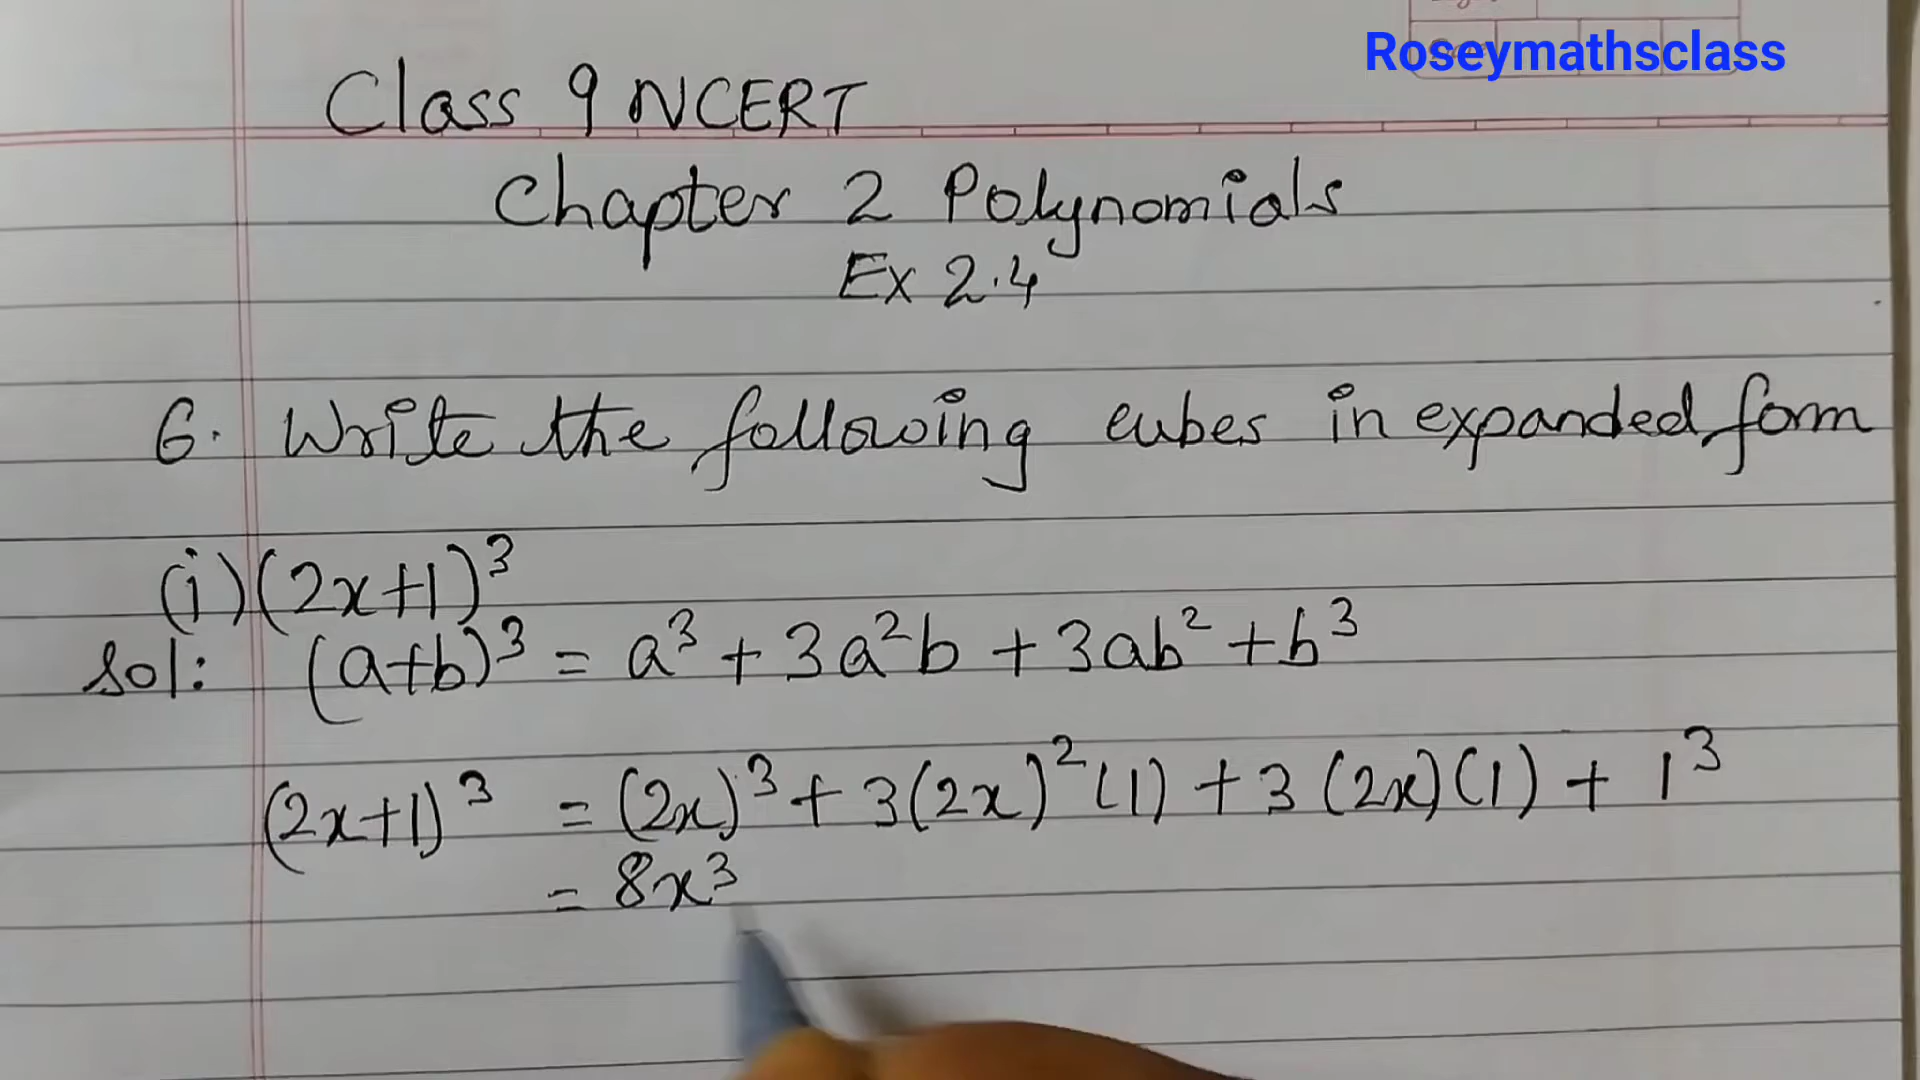 Roseymathsclass
Class 9 NCERT
Chapter 2 Polynomials
Ex 2.4
6. Write the following cubes in expanded form
(i) (2x+1)³
Sol: (a+b)³ = a³ + 3a²b + 3ab² + b³
(2x+1)³ = (2x)³ + 3(2x)²(1) + 3(2x)(1) + 1³
= 8x³